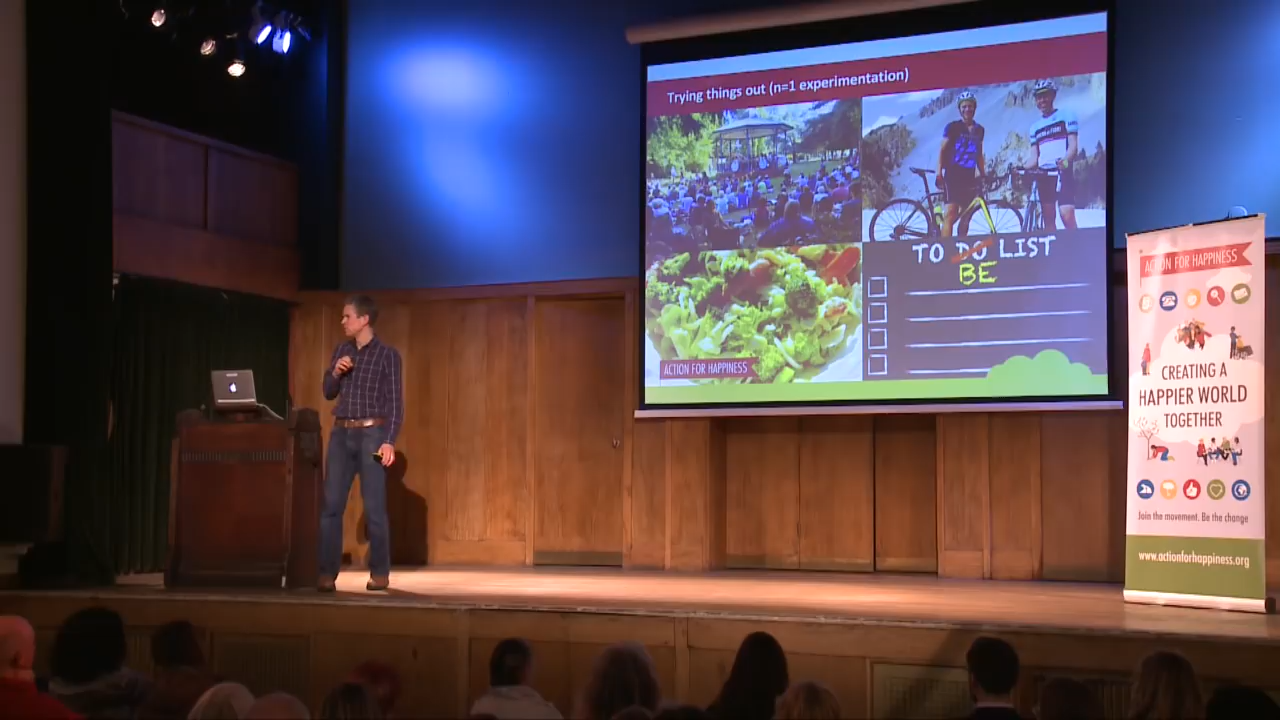 Trying things out (n=1 experimentation)
TO DO LIST
BE
ACTION FOR HAPPINESS
ACTION FOR HAPPINESS
CREATING A
HAPPIER WORLD
TOGETHER
Join the movement. Be the change
www.actionforhappiness.org